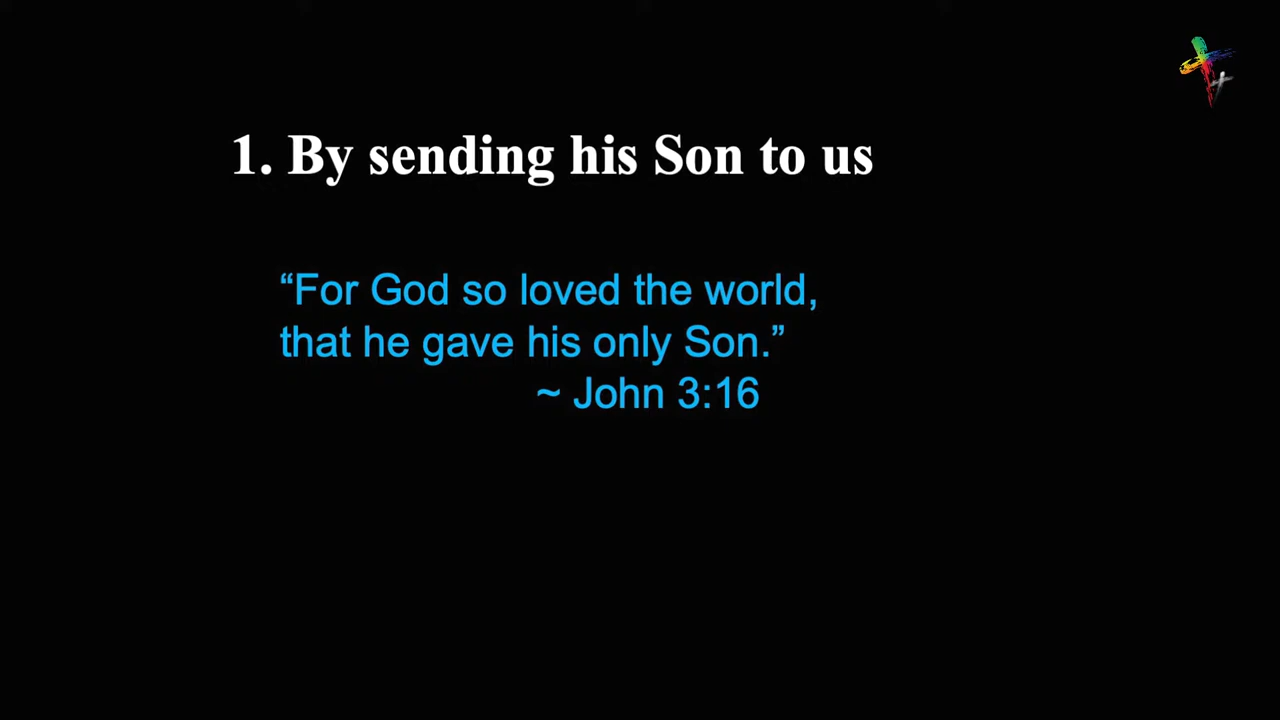 1. By sending his Son to us
“For God so loved the world,
that he gave his only Son.”
~ John 3:16